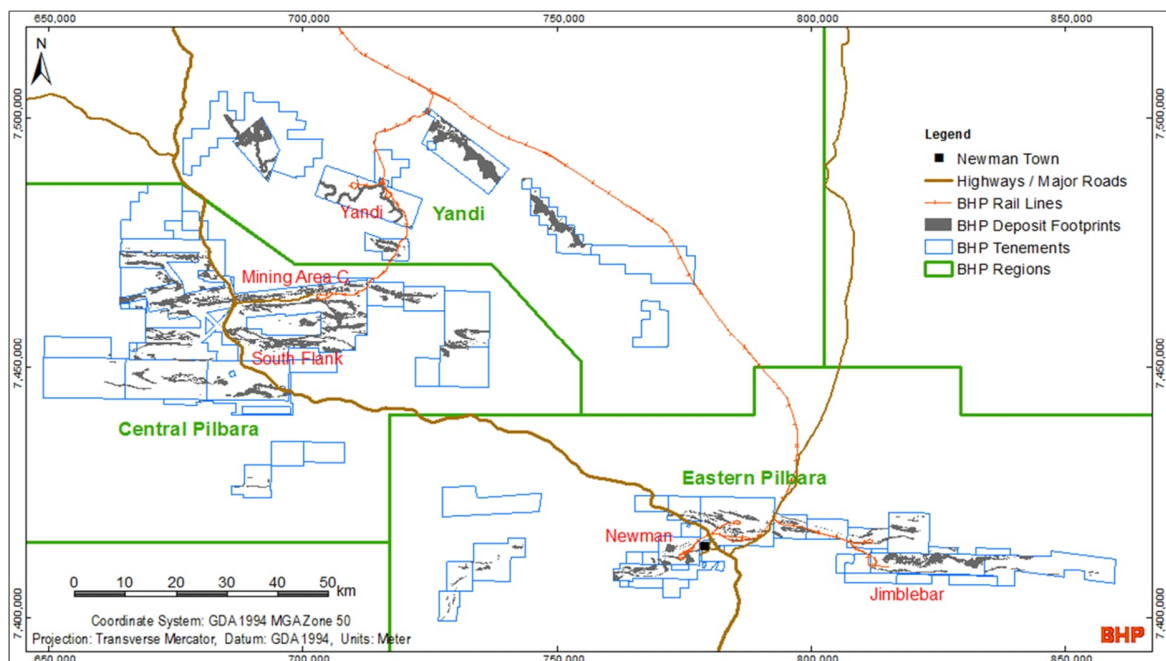 650,000
700,000
750,000
800,000
850,000
N
7,500,000
7,500,000
Legend
Newman Town
Highways / Major Roads
BHP Rail Lines
BHP Deposit Footprints
BHP Tenements
BHP Regions
Yandi
Yandi
Mining Area C
South Flank
7,450,000
7,450,000
Central Pilbara
Eastern Pilbara
Newman
Jimblebar
0 10 20 30 40 50
km
7,400,000
7,400,000
Coordinate System: GDA 1994 MGA Zone 50
Projection: Transverse Mercator, Datum: GDA 1994, Units: Meter
BHP
650,000
700,000
750,000
800,000
850,000